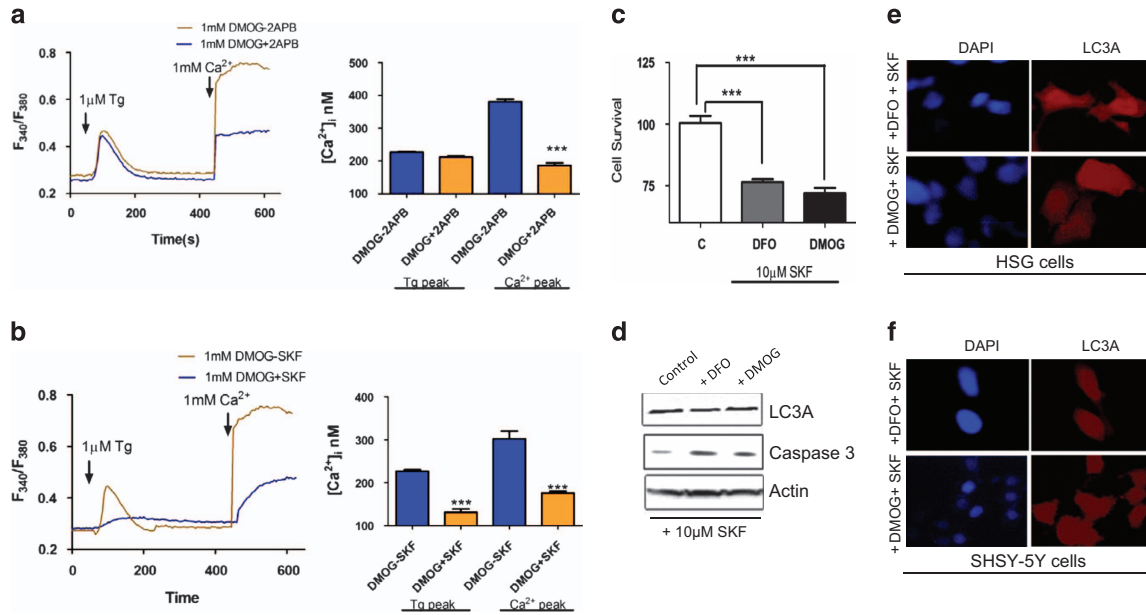 a
1mM DMOG-2APB
1mM DMOG+2APB
1mM Ca²⁺
1µM Tg
F₃₄₀/F₃₈₀
0.8
0.6
0.4
0.2
0 200 400 600
Time(s)
[Ca²⁺]ᵢ nM
500
400
300
200
100
***
DMOG-2APB
DMOG+2APB
DMOG-2APB
DMOG+2APB
Tg peak
Ca²⁺ peak
b
1mM DMOG-SKF
1mM DMOG+SKF
1mM Ca²⁺
1µM Tg
F₃₄₀/F₃₈₀
0.8
0.6
0.4
0.2
0 200 400 600
Time
[Ca²⁺]ᵢ nM
400
300
200
100
***
***
DMOG-SKF
DMOG+SKF
DMOG-SKF
DMOG+SKF
Tg peak
Ca²⁺ peak
c
***
***
Cell Survival
100
75
C DFO DMOG
10µM SKF
d
Control
+ DFO
+ DMOG
LC3A
Caspase 3
Actin
+ 10µM SKF
e
DAPI LC3A
+DFO + SKF
+ DMOG+ SKF
HSG cells
f
DAPI LC3A
+DFO+ SKF
+ DMOG+ SKF
SHSY-5Y cells